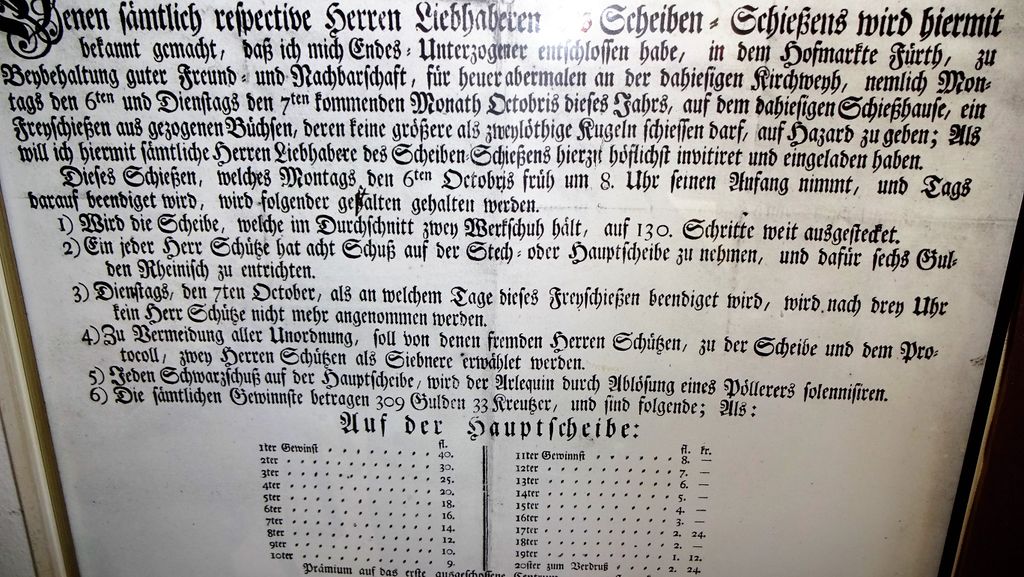 Denen sämtlich respective Herren Liebhaberen Scheiben-Schießens wird hiermit
bekannt gemacht, daß ich mich Endes-Unterzogener entschlossen habe, in dem Hofmarkte Fürth, zu
Beybehaltung guter Freund- und Nachbarschaft, für heuer abermalen an der dahiesigen Kirchweyh, nemlich Mon-
tags den 6ten und Dienstags den 7ten kommenden Monath Octobris dieses Jahrs, auf dem dahiesigen Schießhause, ein
Freyschießen aus gezogenen Büchsen, deren keine größere als zweylöthige Kugeln schiessen darf, auf Hazard zu geben; Als
will ich hiermit sämtliche Herren Liebhabere des Scheiben-Schießens hierzu höflichst invitiret und eingeladen haben.
Dieses Schießen, welches Montags den 6ten Octobris früh um 8. Uhr seinen Anfang nimmt, und Tags
darauf beendiget wird, wird folgender gestalten gehalten werden.
1) Wird die Scheibe, welche im Durchschnitt zwey Werkschuh hält, auf 130. Schritte weit ausgestecket.
2) Ein jeder Herr Schütze hat acht Schuß auf der Stech- oder Hauptscheibe zu nehmen, und dafür sechs Gul-
den Rheinisch zu entrichten.
3) Dienstags, den 7ten October, als an welchem Tage dieses Freyschießen beendiget wird, wird nach drey Uhr
kein Herr Schütze nicht mehr angenommen werden.
4) Zu Vermeidung aller Unordnung, soll von denen fremden Herren Schützen, zu der Scheibe und dem Pro-
tocoll, zwey Herren Schützen als Siebnere erwählet werden.
5) Jeden Schwarzschuß auf der Hauptscheibe, wird der Arlequin durch Ablösung eines Pöllerers solennisiren.
6) Die sämtlichen Gewinnste betragen 309 Gulden 33 Kreutzer, und sind folgende; Als:
Auf der Hauptscheibe:
fl.
1ter Gewinst . . . . . . . 40.
2ter . . . . . . . 30.
3ter . . . . . . . 25.
4ter . . . . . . . 20.
5ter . . . . . . . 18.
6ter . . . . . . . 16.
7ter . . . . . . . 14.
8ter . . . . . . . 12.
9ter . . . . . . . 10.
10ter . . . . . . . 9.
fl. kr.
11ter Gewinnst . . . . . . . 8. —
12ter . . . . . . . 7. —
13ter . . . . . . . 6. —
14ter . . . . . . . 5. —
15ter . . . . . . . 4. —
16ter . . . . . . . 3. —
17ter . . . . . . . 2. 24.
18ter . . . . . . . 2. —
19ter . . . . . . . 1. 12.
20ster zum Verdruß . . . 2. 24
Prämium auf das erste ausgeschossene Centrum